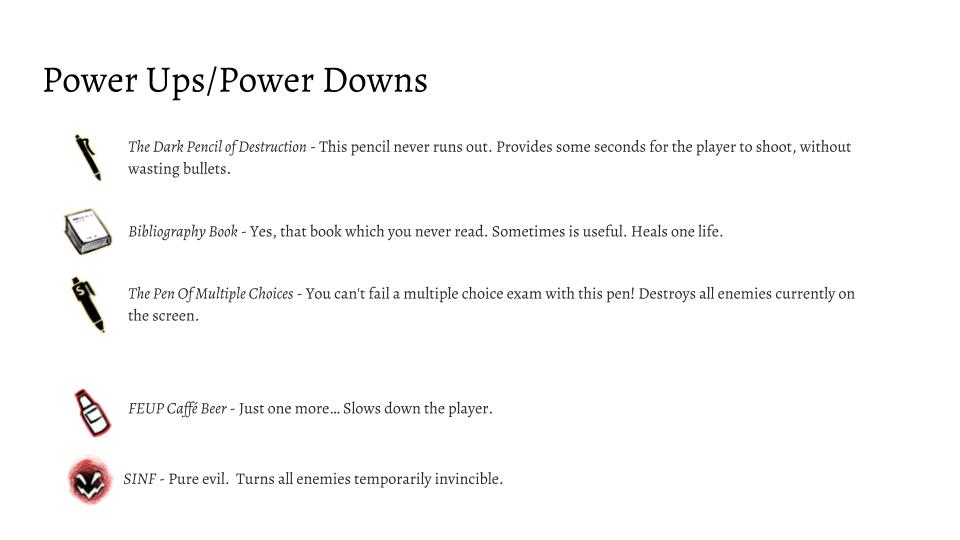 Power Ups/Power Downs
The Dark Pencil of Destruction - This pencil never runs out. Provides some seconds for the player to shoot, without
wasting bullets.
Bibliography Book - Yes, that book which you never read. Sometimes is useful. Heals one life.
The Pen Of Multiple Choices - You can't fail a multiple choice exam with this pen! Destroys all enemies currently on
the screen.
FEUP Caffé Beer - Just one more... Slows down the player.
SINF - Pure evil.  Turns all enemies temporarily invincible.